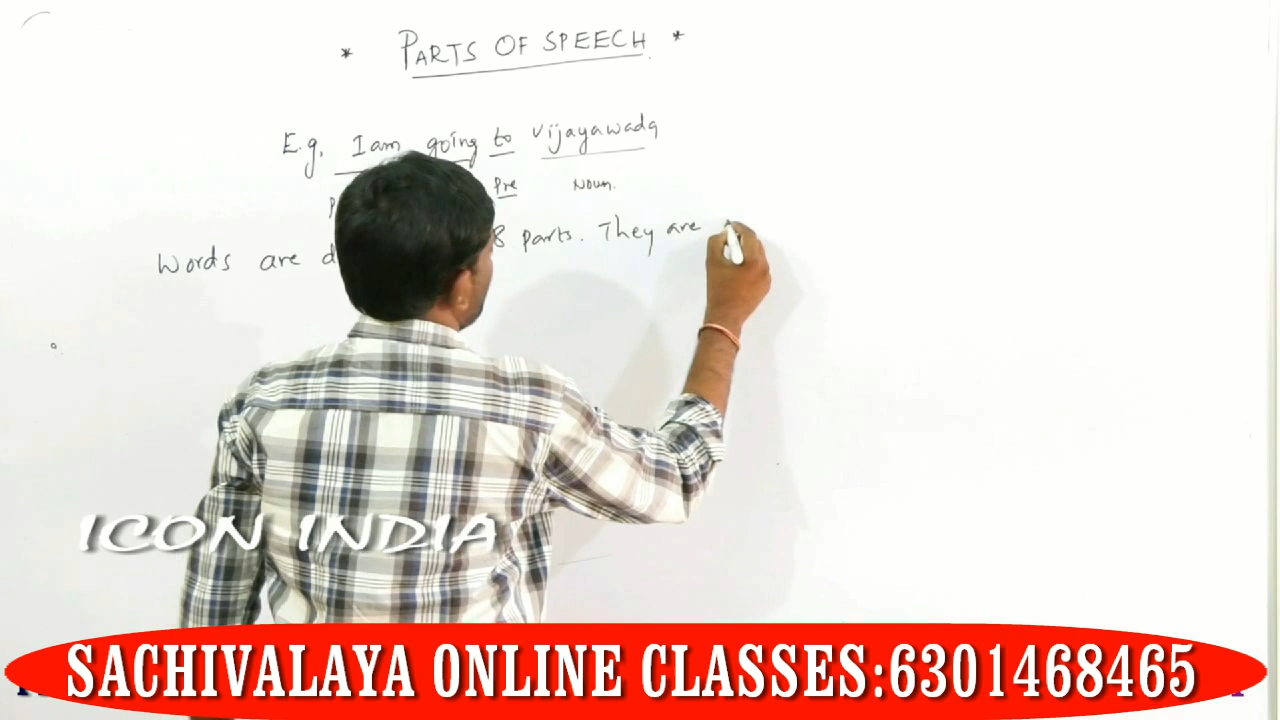 * PARTS OF SPEECH *
E.g. I am going to Vijayawada
Pre Noun.
Words are 8 parts. They are
ICON INDIA
SACHIVALAYA ONLINE CLASSES:6301468465